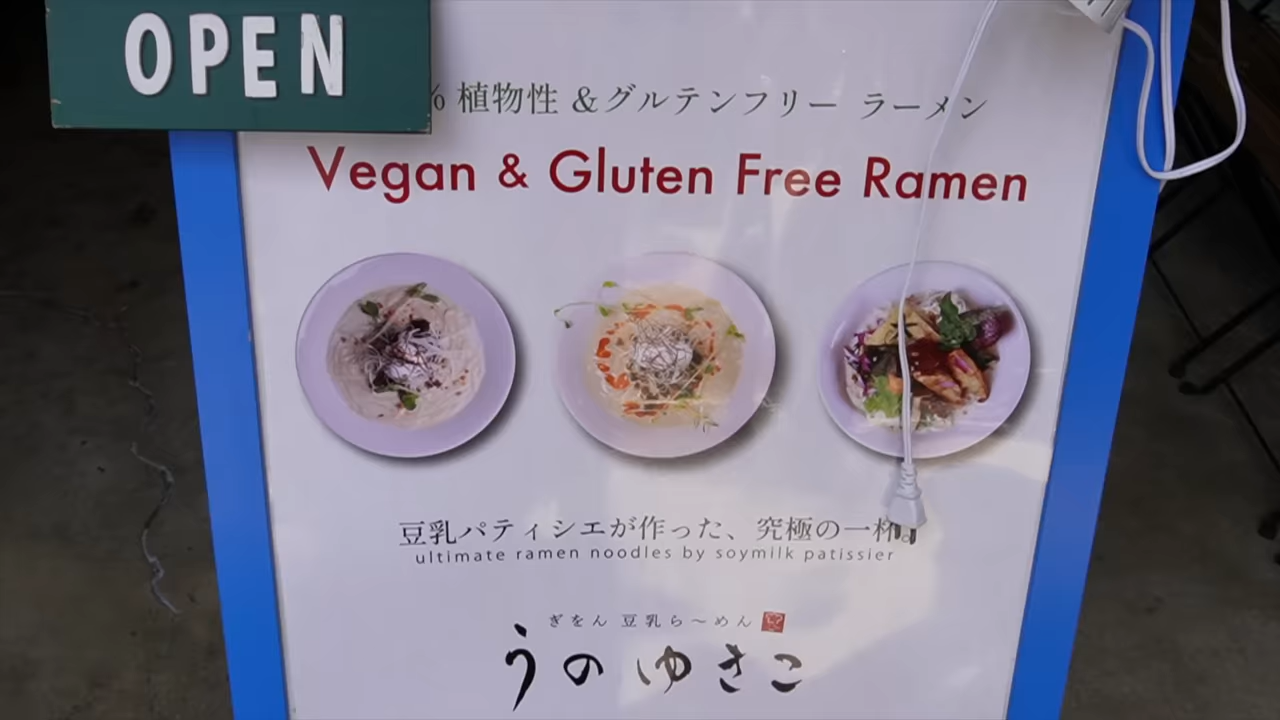 OPEN
% 植物性 &グルテンフリー ラーメン
Vegan & Gluten Free Ramen
豆乳パティシエが作った、究極の一杯。
ultimate ramen noodles by soymilk patissier
ぎをん 豆乳ら〜めん
うのゆきこ